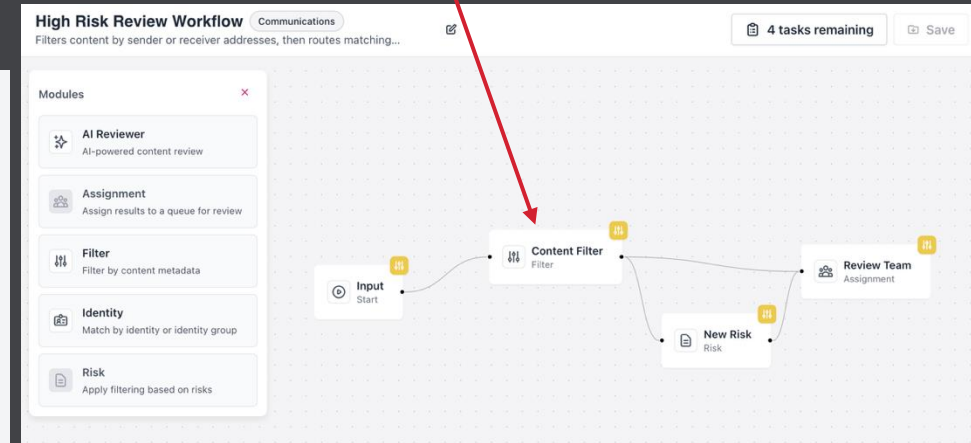 High Risk Review Workflow Communications
Filters content by sender or receiver addresses, then routes matching...
4 tasks remaining
Save
Modules
AI Reviewer
AI-powered content review
Assignment
Assign results to a queue for review
Filter
Filter by content metadata
Identity
Match by identity or identity group
Risk
Apply filtering based on risks
Input
Start
Content Filter
Filter
New Risk
Risk
Review Team
Assignment